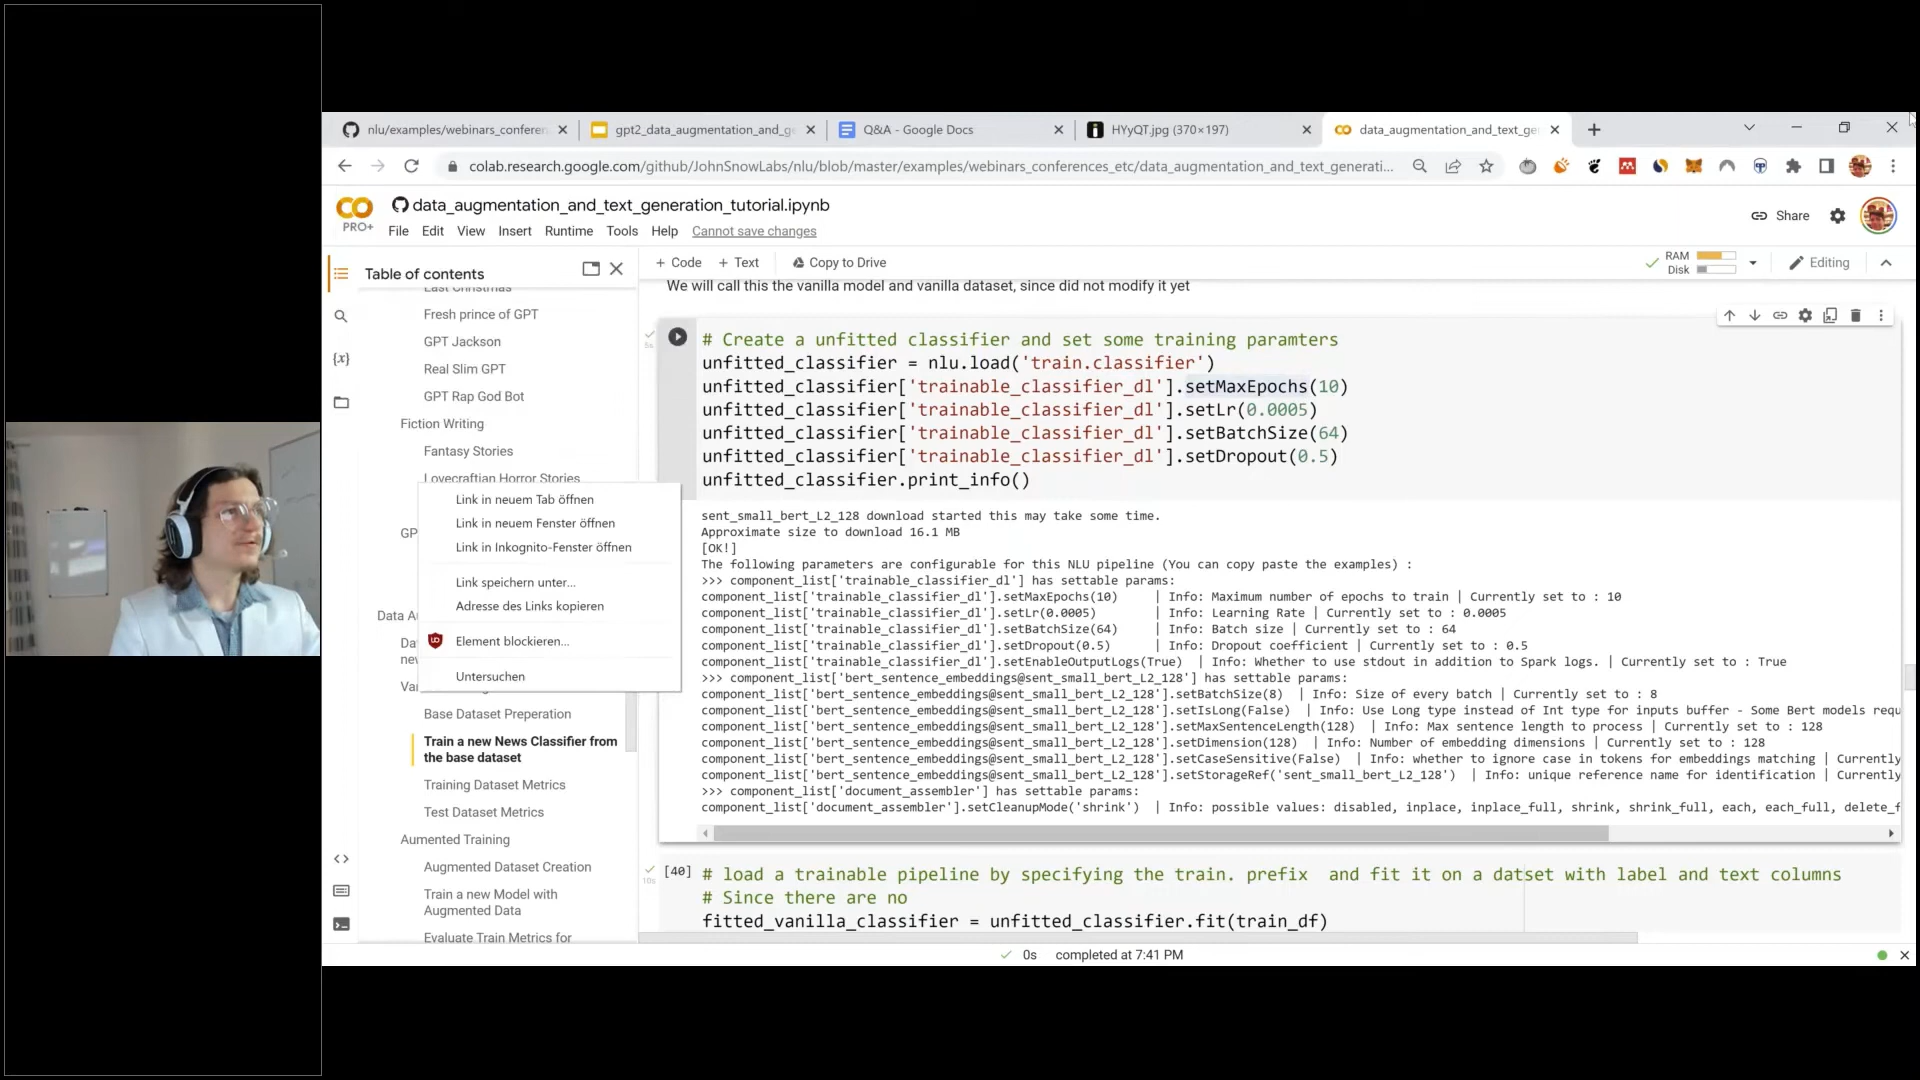 nlu/examples/webinars_conferen
gpt2_data_augmentation_and_g
Q&A - Google Docs
HYyQT.jpg (370×197)
data_augmentation_and_text_ge
colab.research.google.com/github/JohnSnowLabs/nlu/blob/master/examples/webinars_conferences_etc/data_augmentation_and_text_generati...
data_augmentation_and_text_generation_tutorial.ipynb
PRO+
File Edit View Insert Runtime Tools Help Cannot save changes
Share
Table of contents
+ Code + Text Copy to Drive
RAM
Disk
Editing
Last Christmas
Fresh prince of GPT
GPT Jackson
Real Slim GPT
GPT Rap God Bot
Fiction Writing
Fantasy Stories
Lovecraftian Horror Stories
GP
Data Au
Da
nev
Va
Link in neuem Tab öffnen
Link in neuem Fenster öffnen
Link in Inkognito-Fenster öffnen
Link speichern unter...
Adresse des Links kopieren
Element blockieren...
Untersuchen
Base Dataset Preperation
Train a new News Classifier from
the base dataset
Training Dataset Metrics
Test Dataset Metrics
Aumented Training
Augmented Dataset Creation
Train a new Model with
Augmented Data
Evaluate Train Metrics for
We will call this the vanilla model and vanilla dataset, since did not modify it yet
# Create a unfitted classifier and set some training paramters
unfitted_classifier = nlu.load('train.classifier')
unfitted_classifier['trainable_classifier_dl'].setMaxEpochs(10)
unfitted_classifier['trainable_classifier_dl'].setLr(0.0005)
unfitted_classifier['trainable_classifier_dl'].setBatchSize(64)
unfitted_classifier['trainable_classifier_dl'].setDropout(0.5)
unfitted_classifier.print_info()
sent_small_bert_L2_128 download started this may take some time.
Approximate size to download 16.1 MB
[OK!]
The following parameters are configurable for this NLU pipeline (You can copy paste the examples) :
>>> component_list['trainable_classifier_dl'] has settable params:
component_list['trainable_classifier_dl'].setMaxEpochs(10) | Info: Maximum number of epochs to train | Currently set to : 10
component_list['trainable_classifier_dl'].setLr(0.0005) | Info: Learning Rate | Currently set to : 0.0005
component_list['trainable_classifier_dl'].setBatchSize(64) | Info: Batch size | Currently set to : 64
component_list['trainable_classifier_dl'].setDropout(0.5) | Info: Dropout coefficient | Currently set to : 0.5
component_list['trainable_classifier_dl'].setEnableOutputLogs(True) | Info: Whether to use stdout in addition to Spark logs. | Currently set to : True
>>> component_list['bert_sentence_embeddings@sent_small_bert_L2_128'] has settable params:
component_list['bert_sentence_embeddings@sent_small_bert_L2_128'].setBatchSize(8) | Info: Size of every batch | Currently set to : 8
component_list['bert_sentence_embeddings@sent_small_bert_L2_128'].setIsLong(False) | Info: Use Long type instead of Int type for inputs buffer - Some Bert models requ
component_list['bert_sentence_embeddings@sent_small_bert_L2_128'].setMaxSentenceLength(128) | Info: Max sentence length to process | Currently set to : 128
component_list['bert_sentence_embeddings@sent_small_bert_L2_128'].setDimension(128) | Info: Number of embedding dimensions | Currently set to : 128
component_list['bert_sentence_embeddings@sent_small_bert_L2_128'].setCaseSensitive(False) | Info: whether to ignore case in tokens for embeddings matching | Currently
component_list['bert_sentence_embeddings@sent_small_bert_L2_128'].setStorageRef('sent_small_bert_L2_128') | Info: unique reference name for identification | Currently
>>> component_list['document_assembler'] has settable params:
component_list['document_assembler'].setCleanupMode('shrink') | Info: possible values: disabled, inplace, inplace_full, shrink, shrink_full, each, each_full, delete_f
[40] # load a trainable pipeline by specifying the train. prefix and fit it on a datset with label and text columns
10s
# Since there are no
fitted_vanilla_classifier = unfitted_classifier.fit(train_df)
0s completed at 7:41 PM